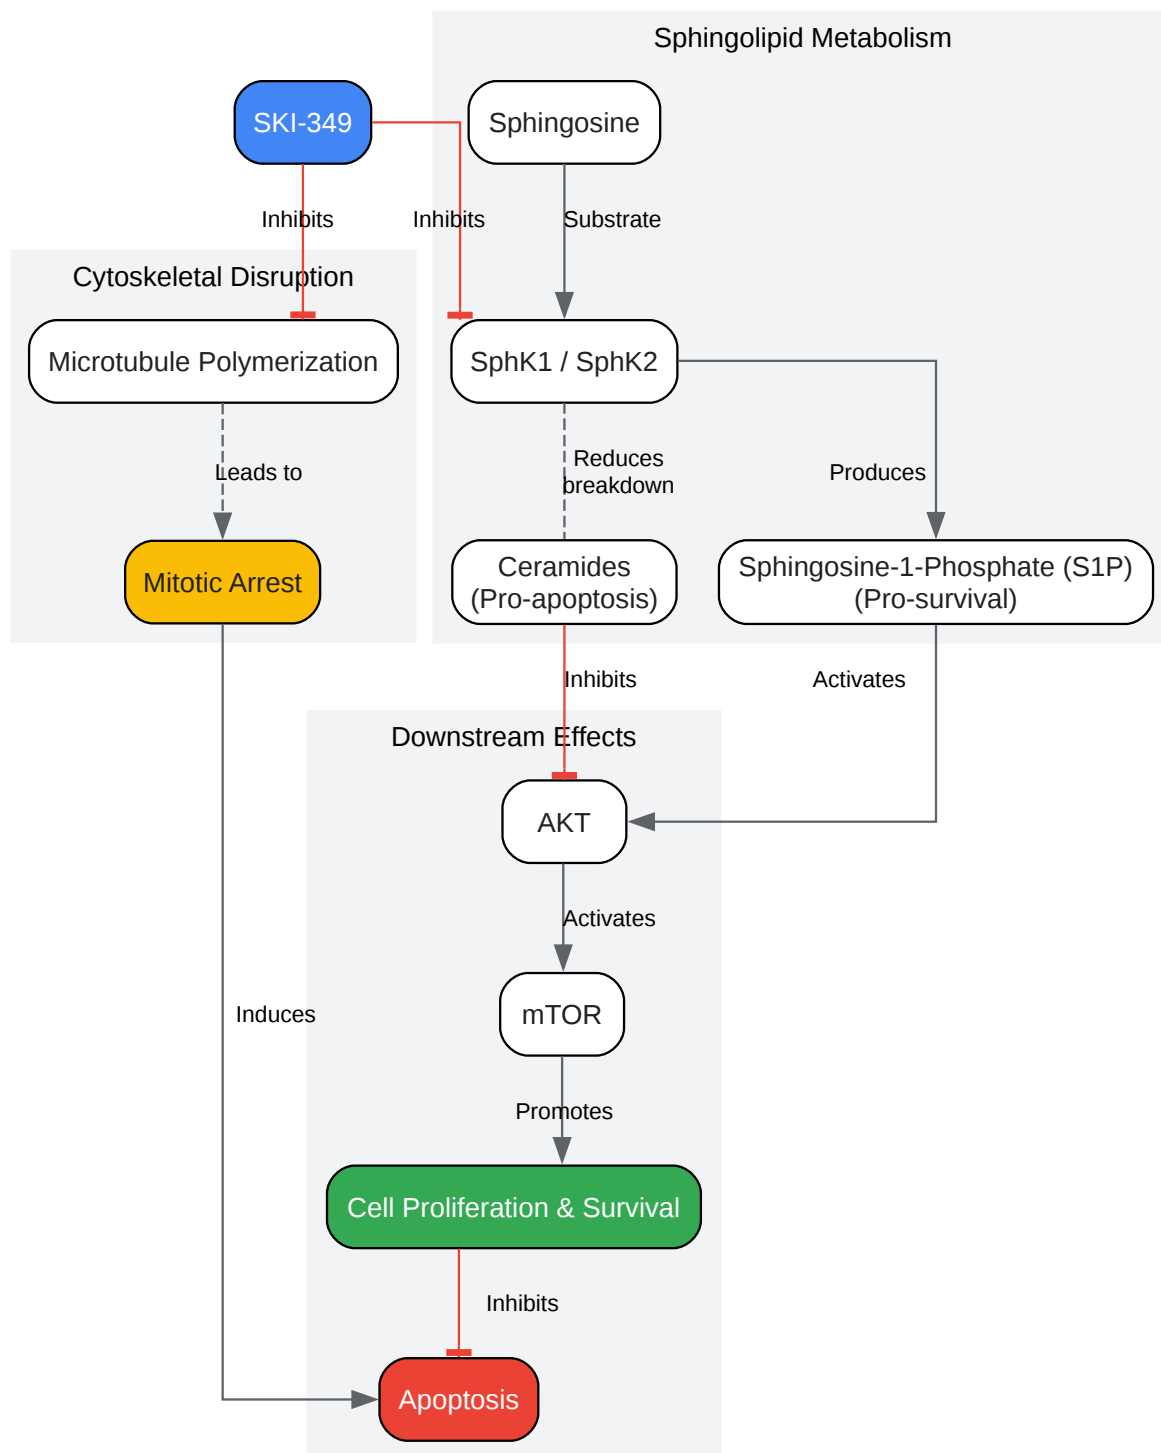 Sphingolipid Metabolism
SKI-349
Sphingosine
Inhibits
Inhibits
Substrate
Cytoskeletal Disruption
Microtubule Polymerization
SphK1 / SphK2
Leads to
Reduces
breakdown
Produces
Mitotic Arrest
Ceramides
(Pro-apoptosis)
Sphingosine-1-Phosphate (S1P)
(Pro-survival)
Inhibits
Activates
Downstream Effects
AKT
Activates
Induces
mTOR
Promotes
Cell Proliferation & Survival
Inhibits
Apoptosis